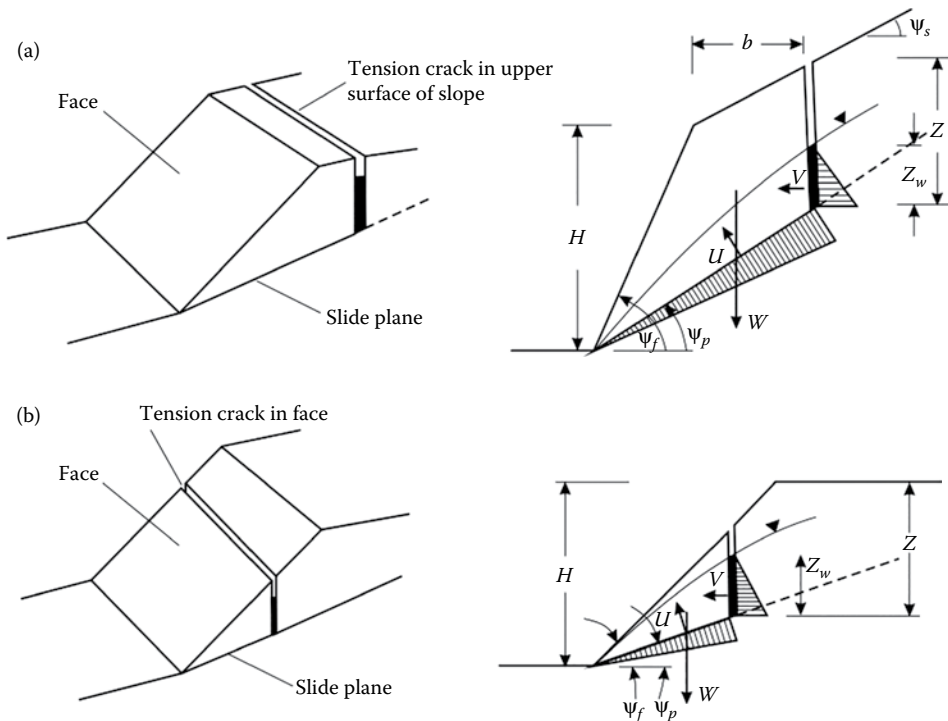 (a)
Face
Tension crack in upper
surface of slope
Slide plane
b
ψs
H
V
Z
Zw
U
W
ψf
ψp
(b)
Tension crack in face
Face
Slide plane
H
V
Zw
Z
U
W
ψf
ψp